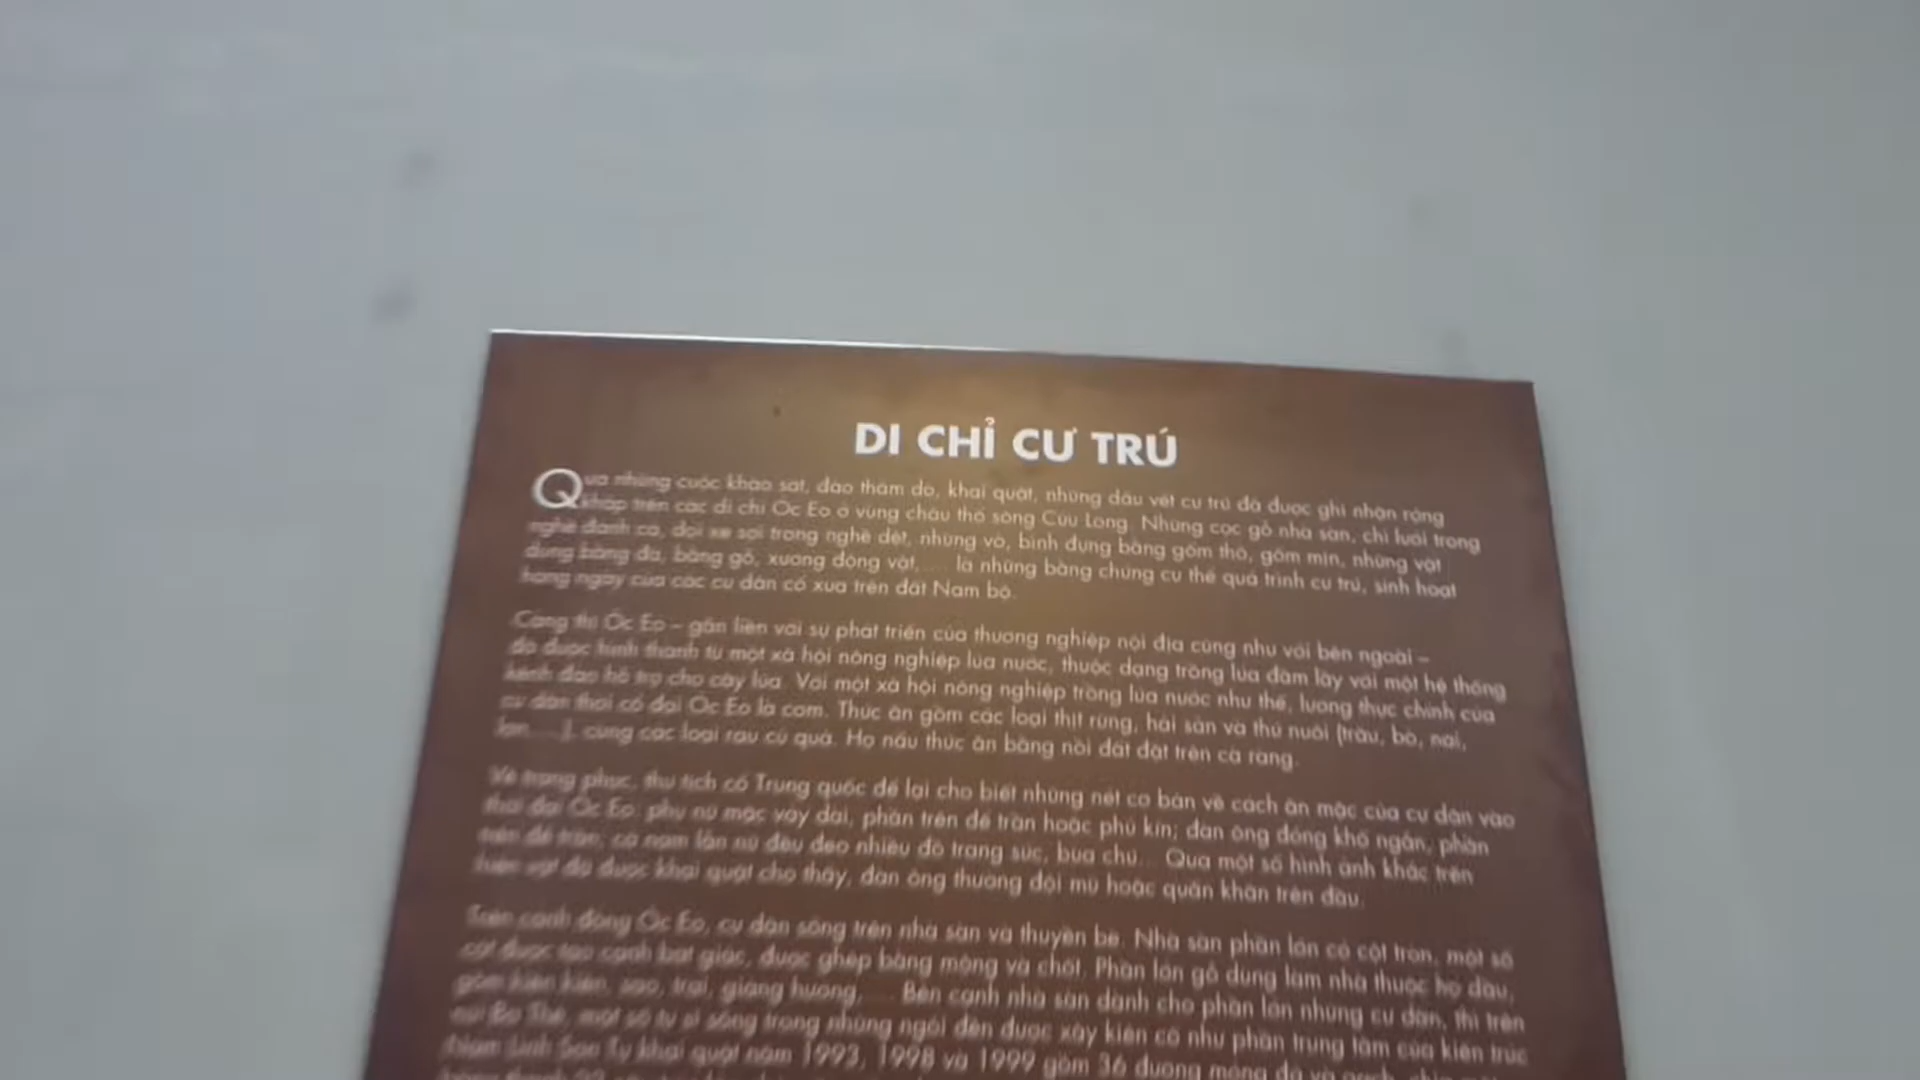 DI CHỈ CƯ TRÚ
Qua những cuộc khảo sát, đào thám dò, khai quật, những dấu vết cư trú đã được ghi nhận rộng
khắp trên các di chỉ Óc Eo ở vùng châu thổ sông Cửu Long. Những cọc gỗ nhà sàn, chì lưới trong
nghề đánh cá, dọi xe sợi trong nghề dệt, những vò, bình đựng bằng gốm thô, gốm mịn, những vật
dụng bằng đá, bằng gỗ, xương động vật,... là những bằng chứng cụ thể quá trình cư trú, sinh hoạt
hàng ngày của các cư dân cổ xưa trên đất Nam bộ.
Cảng thị Óc Eo – gắn liền với sự phát triển của thương nghiệp nội địa cũng như với bên ngoài –
đã được hình thành từ một xã hội nông nghiệp lúa nước, thuộc dạng trồng lúa đầm lầy với một hệ thống
kênh đào hỗ trợ cho cây lúa. Với một xã hội nông nghiệp trồng lúa nước như thế, lương thực chính của
cư dân thời cổ đại Óc Eo là cơm. Thức ăn gồm các loại thịt rừng, hải sản và thú nuôi (trâu, bò, nai,
lợn.....), cùng các loại rau củ quả. Họ nấu thức ăn bằng nồi đất đặt trên cà ràng.
Về trang phục, thư tịch cổ Trung quốc để lại cho biết những nét cơ bản về cách ăn mặc của cư dân vào
thời đại Óc Eo: phụ nữ mặc váy dài, phần trên để trần hoặc phủ kín; đàn ông đóng khố ngắn, phần
trên để trần; cả nam lẫn nữ đều đeo nhiều đồ trang sức, bùa chú... Qua một số hình ảnh khắc trên
hiện vật đã được khai quật cho thấy, đàn ông thường đội mũ hoặc quấn khăn trên đầu.
Trên cánh đồng Óc Eo, cư dân sống trên nhà sàn và thuyền bè. Nhà sàn phần lớn có cột tròn, một số
cột được tạo cạnh bát giác, được ghép bằng mộng và chốt. Phần lớn gỗ dùng làm nhà thuộc họ dầu,
gồm kiền kiền, sao, trai, giáng hương,.... Bên cạnh nhà sàn dành cho phần lớn những cư dân, thì trên
núi Ba Thê, một số tu sĩ sống trong những ngôi đền được xây kiên cố như phần trung tâm của kiến trúc
Nam Linh Sơn Tự khai quật năm 1993, 1998 và 1999 gồm 36 đường móng đá và gạch,